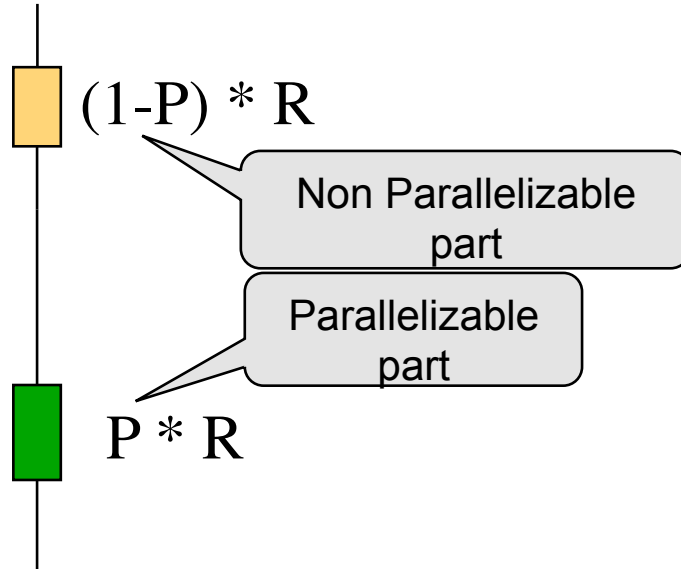 (1-P) * R
Non Parallelizable
part
Parallelizable
part
P * R